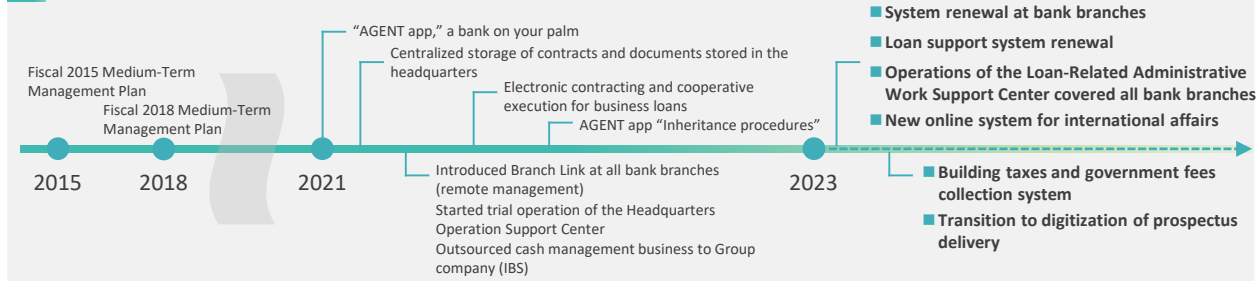 Fiscal 2015 Medium-Term
Management Plan
Fiscal 2018 Medium-Term
Management Plan
"AGENT app," a bank on your palm
Centralized storage of contracts and documents stored in the
headquarters
Electronic contracting and cooperative
execution for business loans
AGENT app "Inheritance procedures"
■ System renewal at bank branches
■ Loan support system renewal
■ Operations of the Loan-Related Administrative
Work Support Center covered all bank branches
■ New online system for international affairs
2015
2018
2021
2023
Introduced Branch Link at all bank branches
(remote management)
Started trial operation of the Headquarters
Operation Support Center
Outsourced cash management business to Group
company (IBS)
■ Building taxes and government fees
collection system
■ Transition to digitization of prospectus
delivery